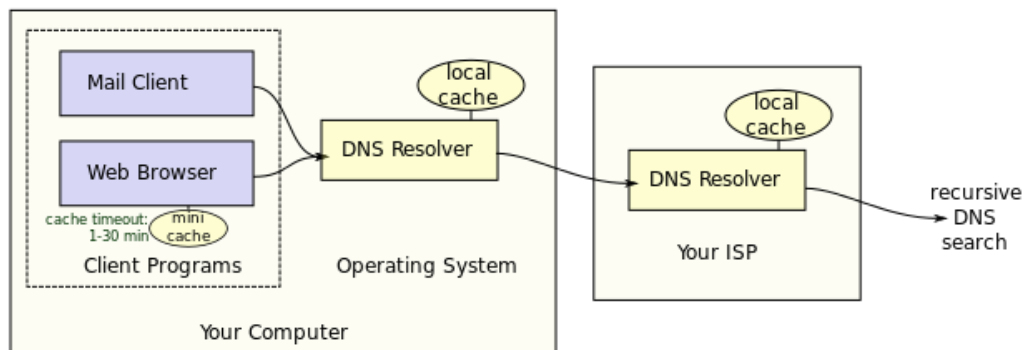 Mail Client
Web Browser
cache timeout:
1-30 min
mini
cache
Client Programs
local
cache
DNS Resolver
Operating System
Your Computer
local
cache
DNS Resolver
Your ISP
recursive
DNS
search